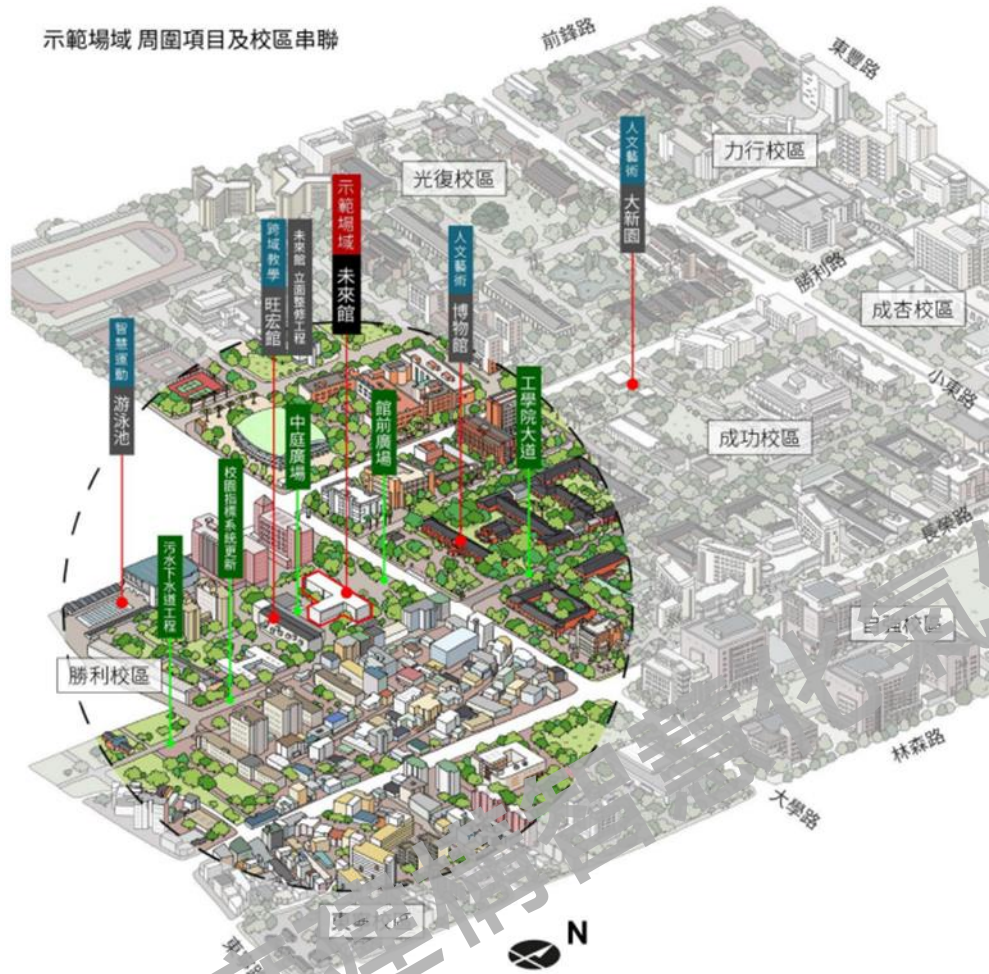 示範場域 周圍項目及校區串聯
前鋒路
東豐路
人文藝術 大新園
力行校區
光復校區
示範場域 未來館
跨域教學 旺宏館
未來館 立面整修工程
人文藝術 博物館
勝利路
成杏校區
智慧運動 游泳池
小東路
工學院大道
館前廣場
中庭廣場
成功校區
校園指標系統更新
污水下水道工程
長榮路
自強校區
勝利校區
林森路
大學路
N